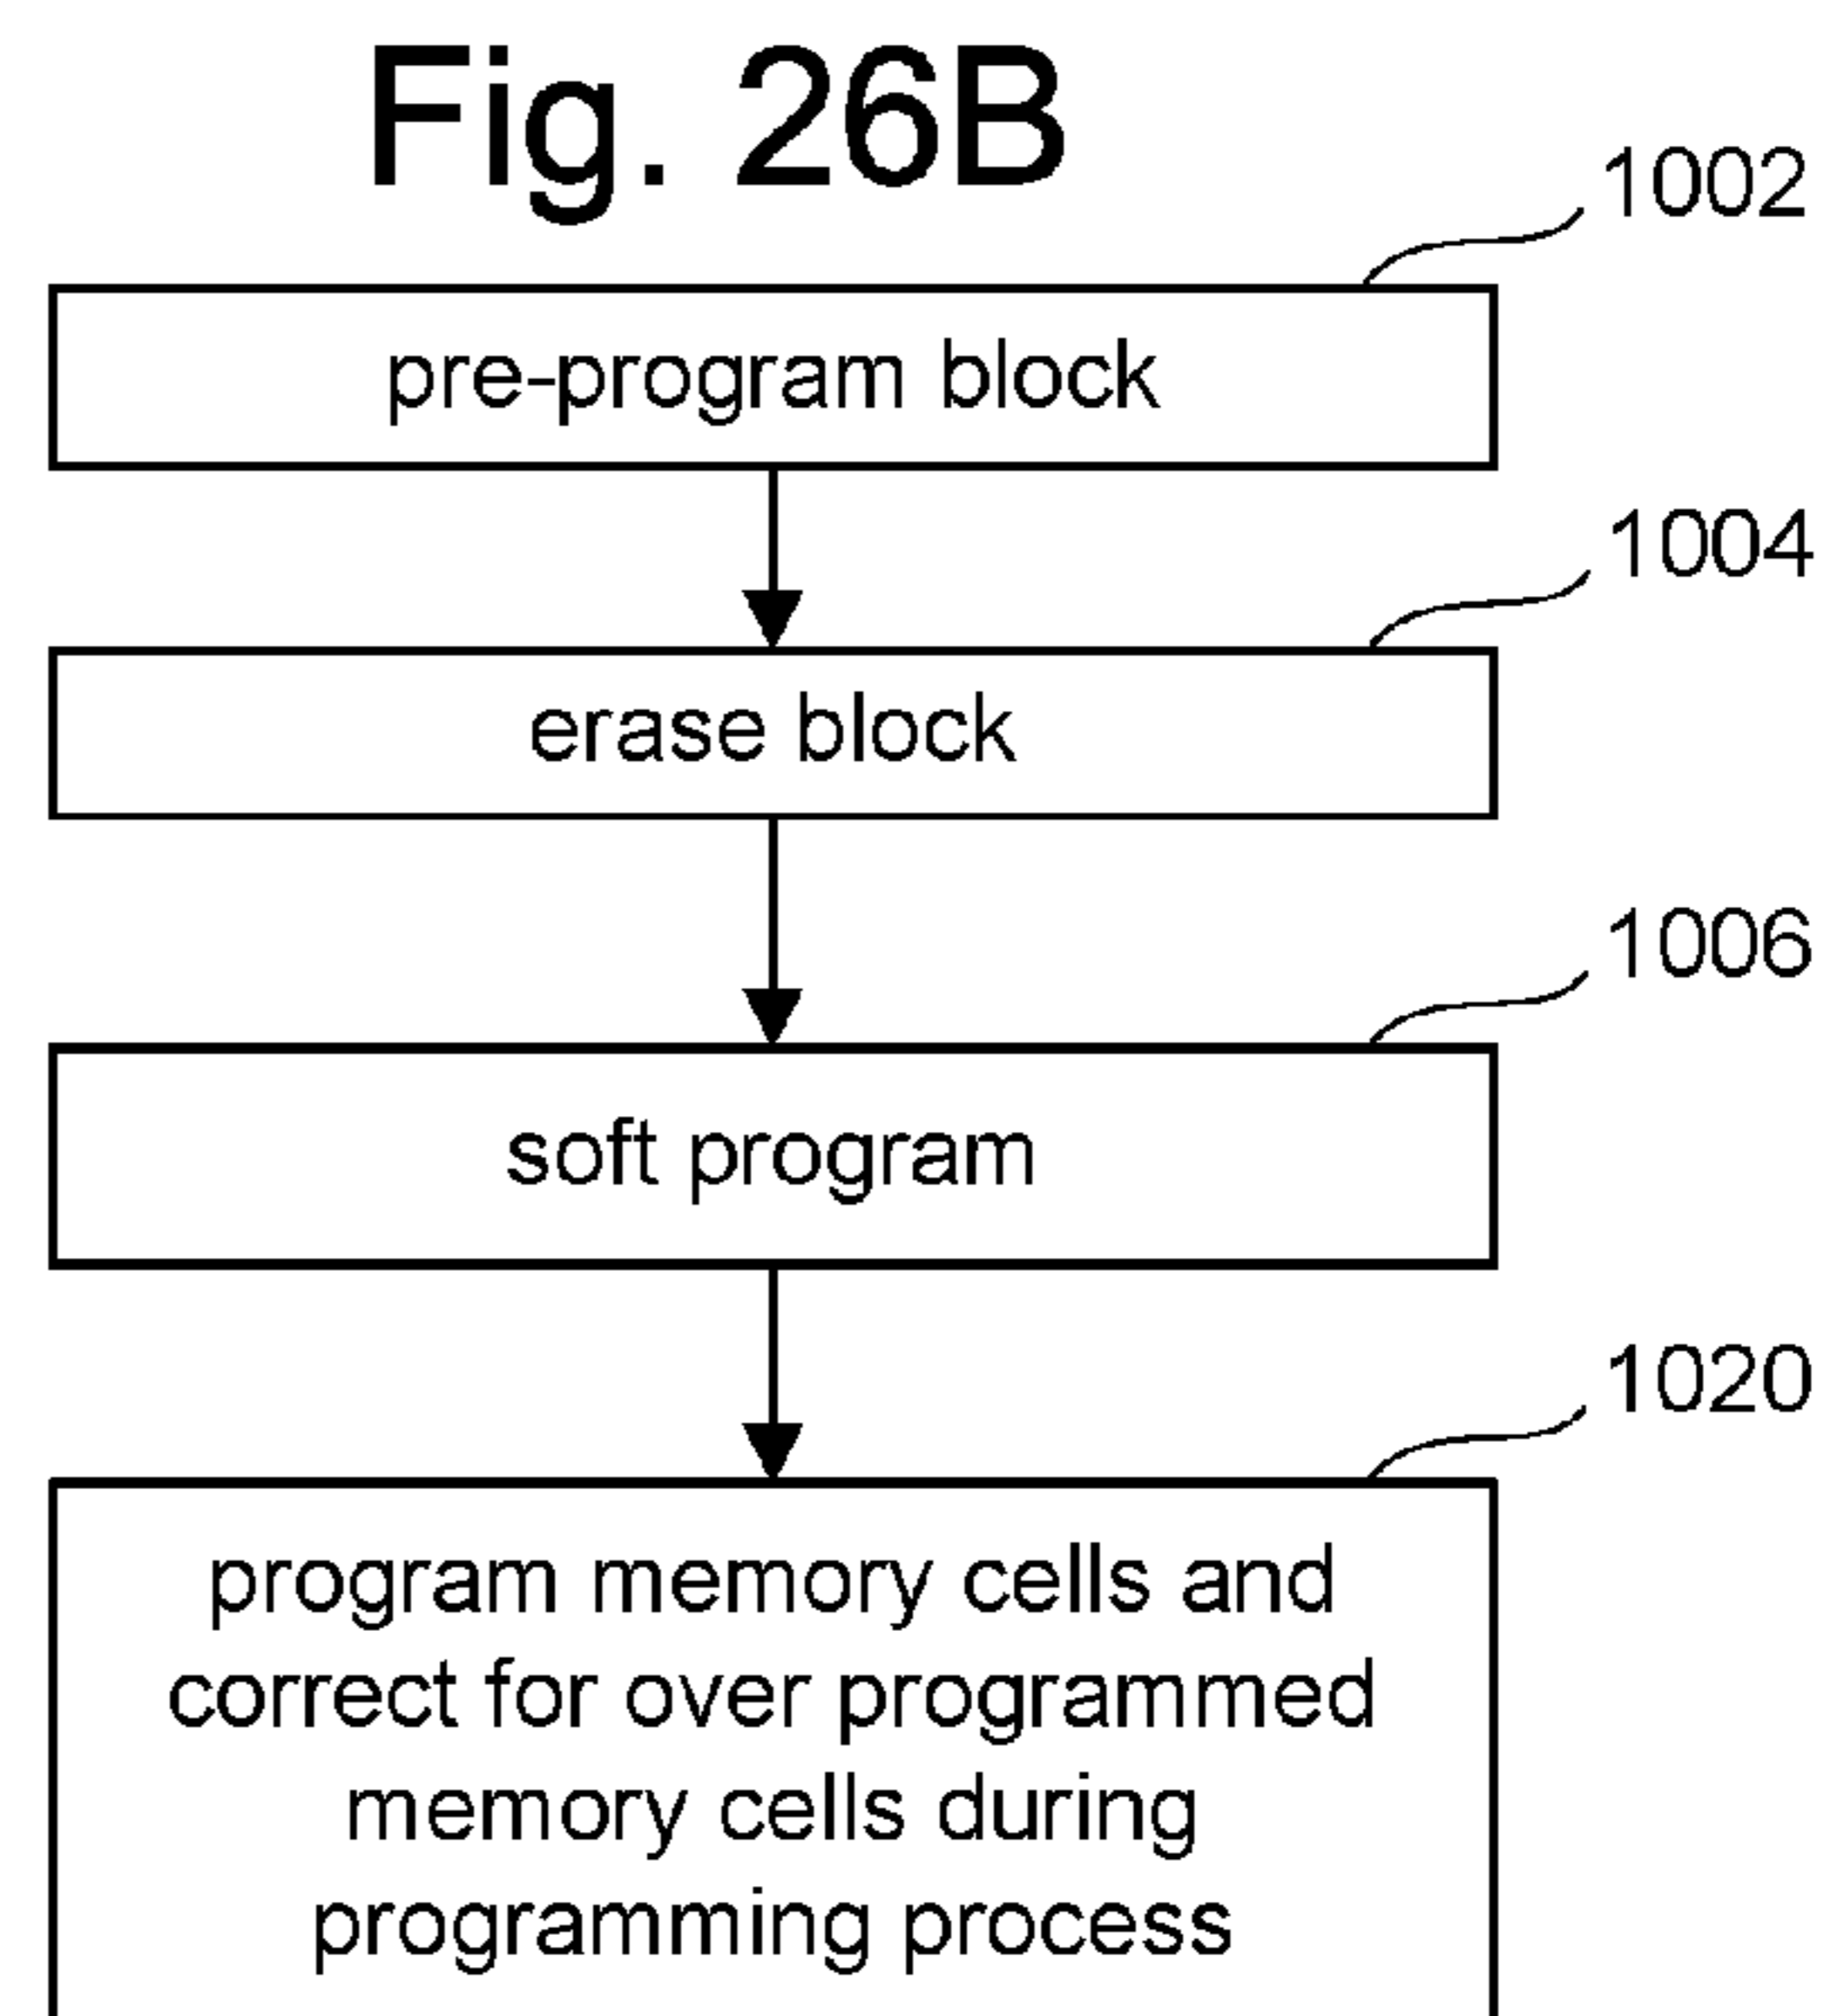 Fig. 26B
1002
pre-program block
1004
erase block
1006
soft program
1020
program memory cells and
correct for over programmed
memory cells during
programming process